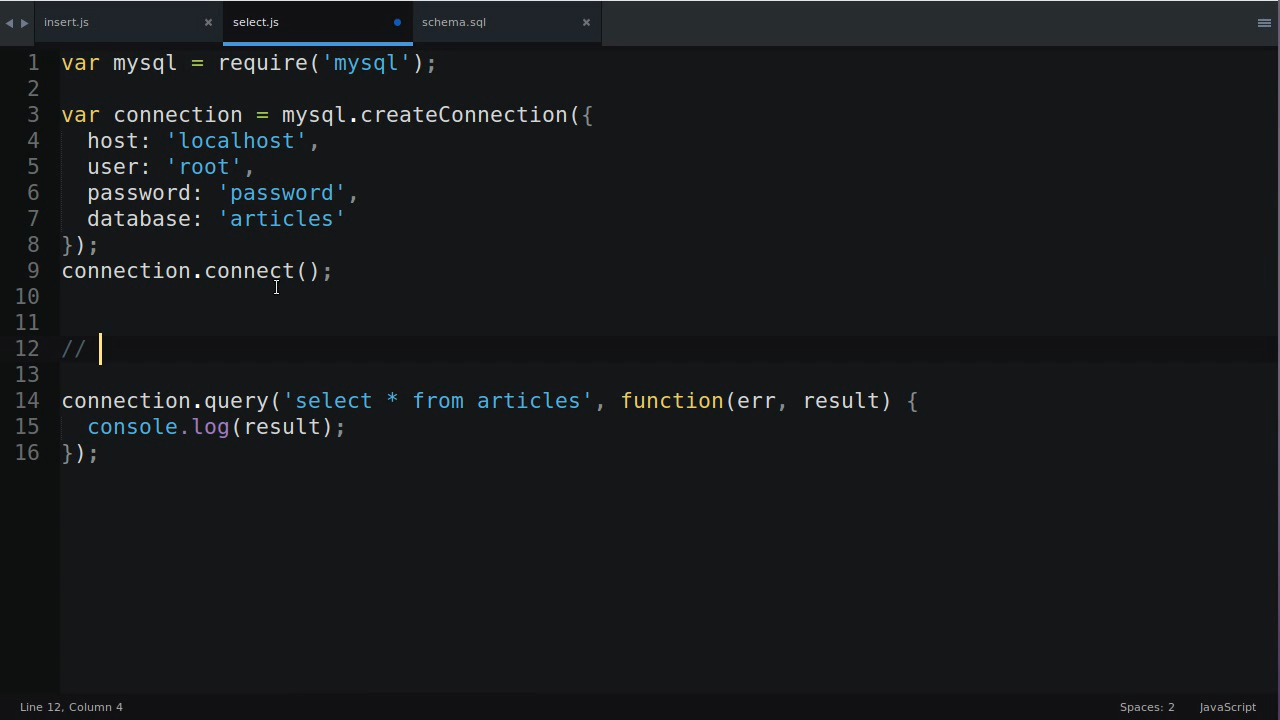 insert.js
select.js
schema.sql
1 var mysql = require('mysql');
2
3 var connection = mysql.createConnection({
4   host: 'localhost',
5   user: 'root',
6   password: 'password',
7   database: 'articles'
8 });
9 connection.connect();
10
11
12 //
13
14 connection.query('select * from articles', function(err, result) {
15   console.log(result);
16 });
Line 12, Column 4
Spaces: 2
JavaScript